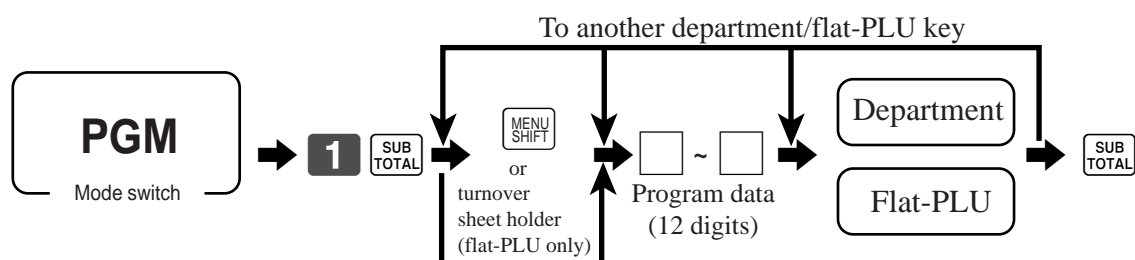 To another department/flat-PLU key
PGM
Mode switch
1
SUB
TOTAL
MENU
SHIFT
or
turnover
sheet holder
(flat-PLU only)
~
Program data
(12 digits)
Department
Flat-PLU
SUB
TOTAL